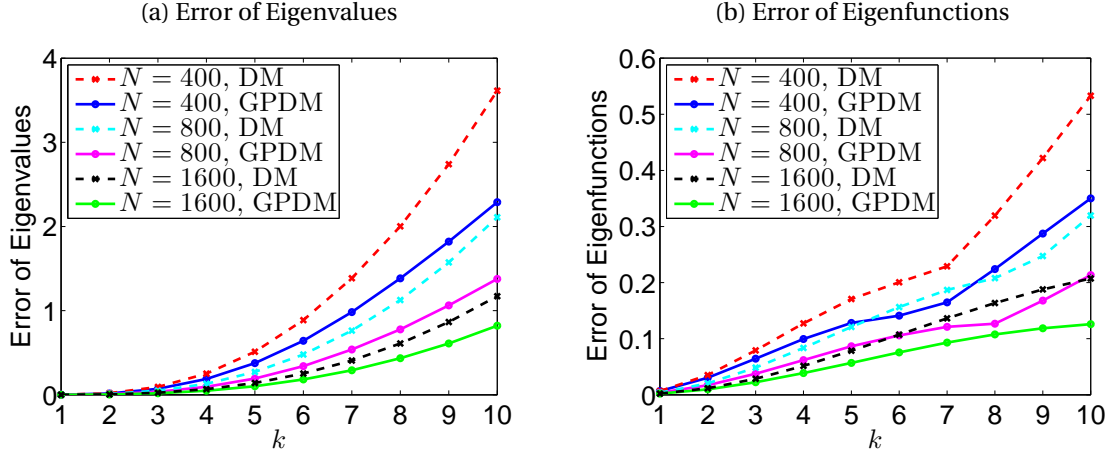 (a) Error of Eigenvalues
Error of Eigenvalues
4
3
2
1
0
N = 400, DM
N = 400, GPDM
N = 800, DM
N = 800, GPDM
N = 1600, DM
N = 1600, GPDM
1 2 3 4 5 6 7 8 9 10
k
(b) Error of Eigenfunctions
Error of Eigenfunctions
0.6
0.5
0.4
0.3
0.2
0.1
0
N = 400, DM
N = 400, GPDM
N = 800, DM
N = 800, GPDM
N = 1600, DM
N = 1600, GPDM
1 2 3 4 5 6 7 8 9 10
k